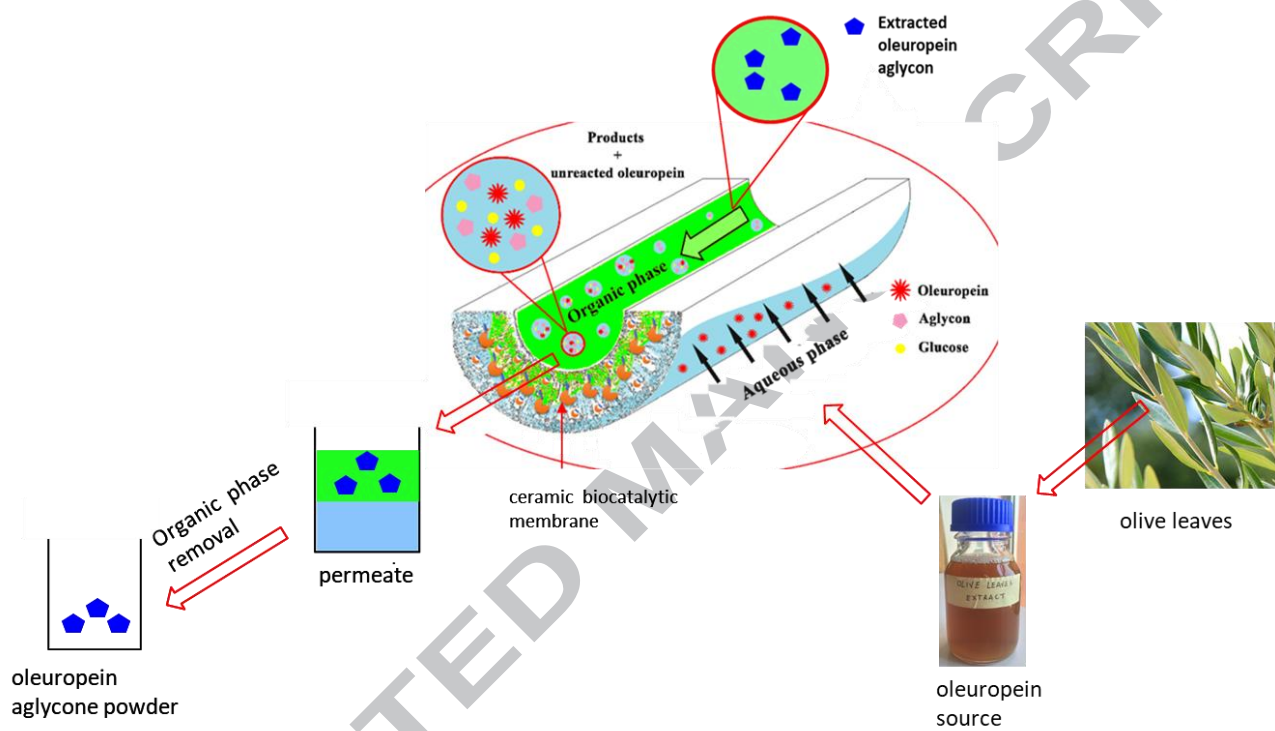 Extracted
oleuropein
aglycon
Products
+
unreacted oleuropein
Organic phase
Oleuropein
Aglycon
Glucose
Aqueous phase
ceramic biocatalytic
membrane
olive leaves
OLIVE LEAVES
EXTRACT
oleuropein
source
permeate
Organic phase
removal
oleuropein
aglycone powder